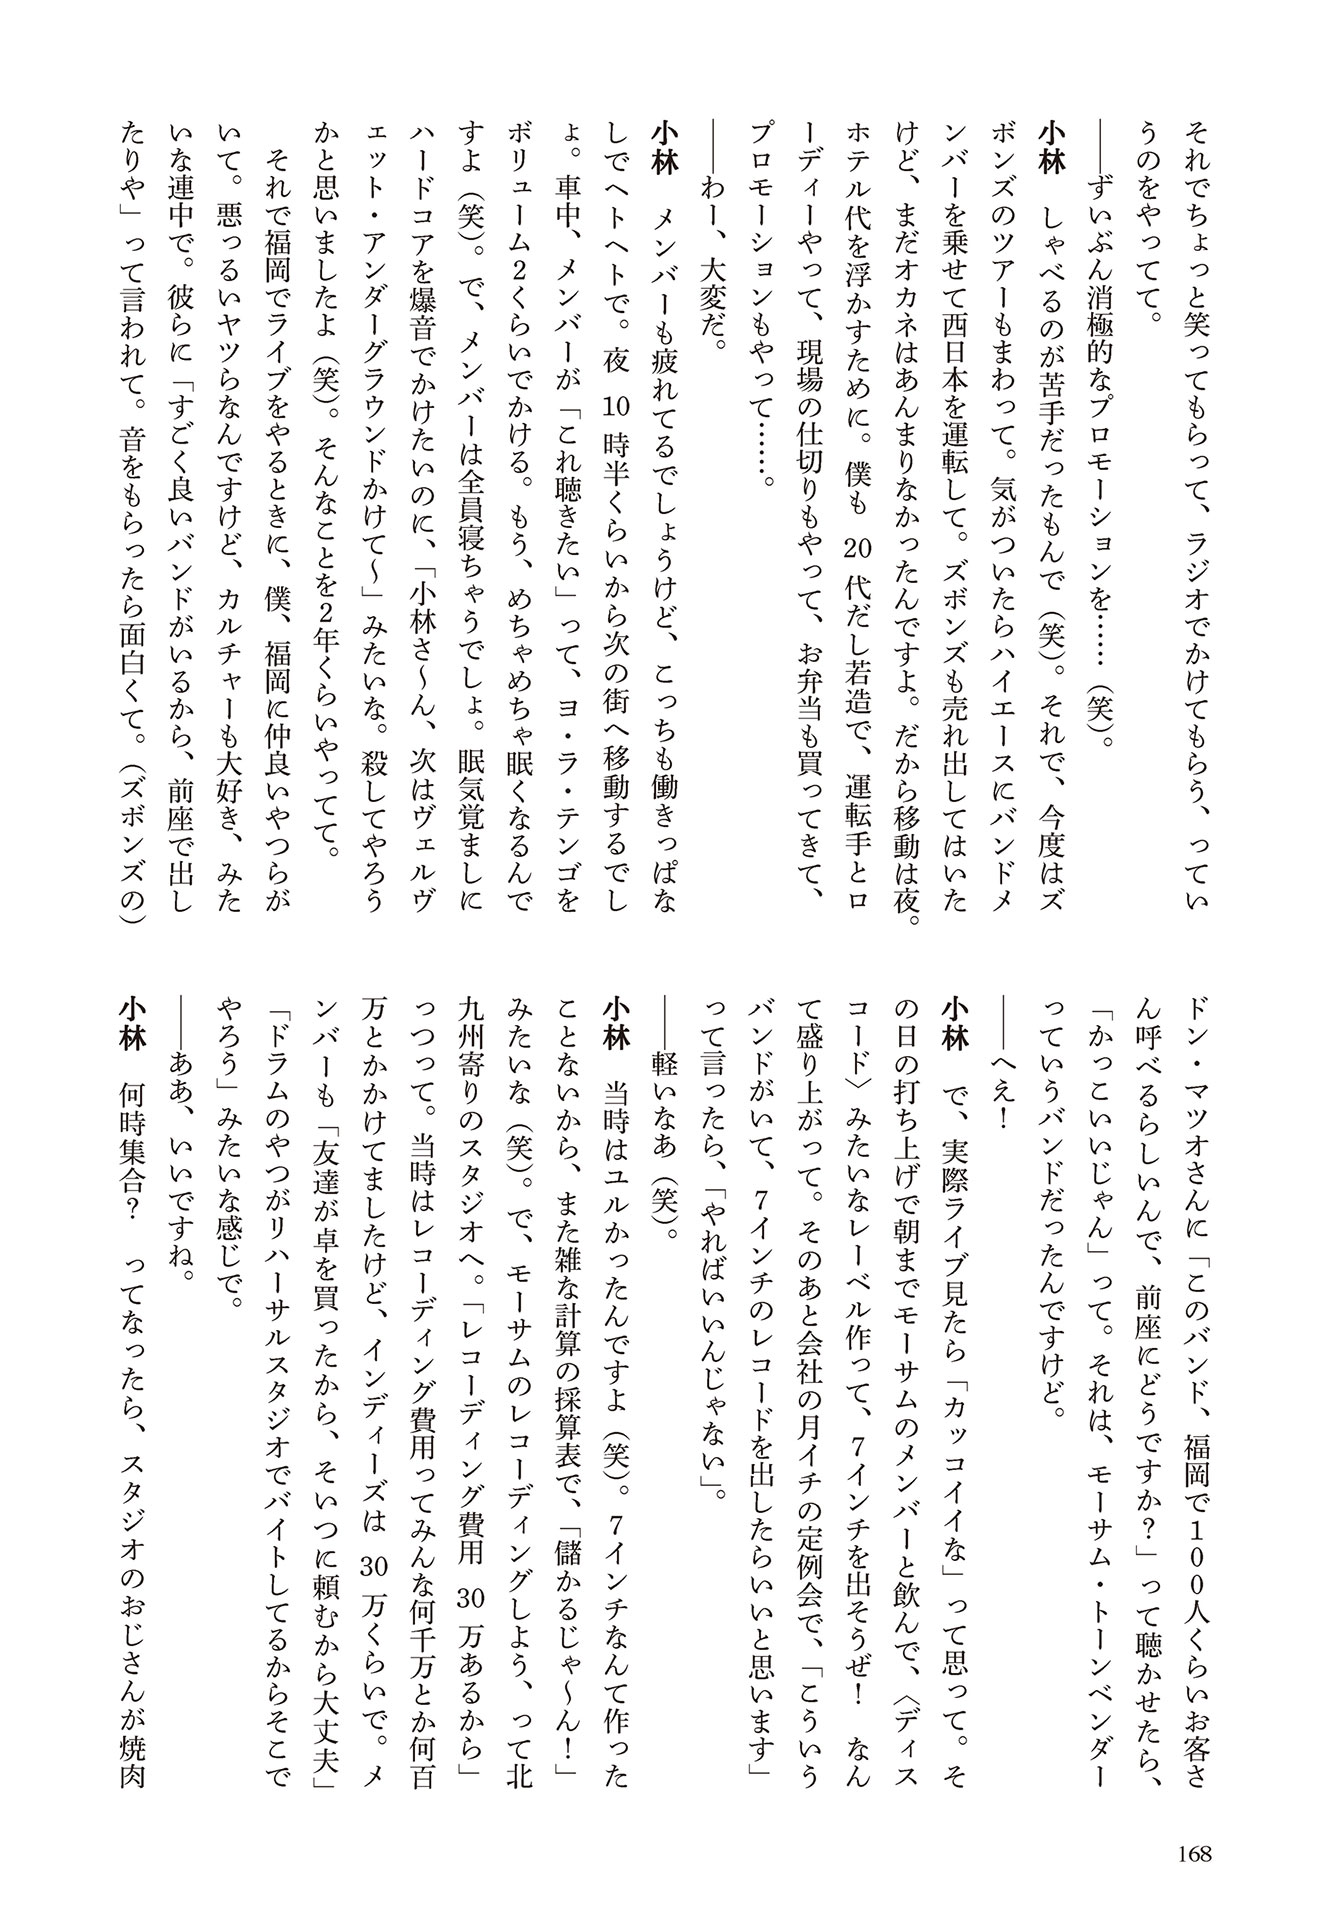 それでちょっと笑ってもらって、ラジオでかけてもらう、ってい
うのをやってて。
――ずいぶん消極的なプロモーションを……（笑）。
小林　しゃべるのが苦手だったもんで（笑）。それで、今度はズ
ボンズのツアーもまわって。気がついたらハイエースにバンドメ
ンバーを乗せて西日本を運転して。ズボンズも売れ出してはいた
けど、まだオカネはあんまりなかったんですよ。だから移動は夜。
ホテル代を浮かすために。僕も20代だし若造で、運転手とロ
ーディーやって、現場の仕切りもやって、お弁当も買ってきて、
プロモーションもやって……。
――わー、大変だ。
小林　メンバーも疲れてるでしょうけど、こっちも働きっぱな
しでヘトヘトで。夜10時半くらいから次の街へ移動するでし
ょ。車中、メンバーが「これ聴きたい」って、ヨ・ラ・テンゴを
ボリューム2くらいでかける。もう、めちゃめちゃ眠くなるんで
すよ（笑）。で、メンバーは全員寝ちゃうでしょ。眠気覚ましに
ハードコアを爆音でかけたいのに、「小林さ〜ん、次はヴェルヴ
ェット・アンダーグラウンドかけて〜」みたいな。殺してやろう
かと思いましたよ（笑）。そんなことを2年くらいやってて。
　それで福岡でライブをやるときに、僕、福岡に仲良いやつらが
いて。悪っるいヤツらなんですけど、カルチャーも大好き、みた
いな連中で。彼らに「すごく良いバンドがいるから、前座で出し
たりや」って言われて。音をもらったら面白くて。（ズボンズの）
ドン・マツオさんに「このバンド、福岡で100人くらいお客さ
ん呼べるらしいんで、前座にどうですか？」って聴かせたら、
「かっこいいじゃん」って。それは、モーサム・トーンベンダー
っていうバンドだったんですけど。
――へえ！
小林　で、実際ライブ見たら「カッコイイな」って思って。そ
の日の打ち上げで朝までモーサムのメンバーと飲んで、〈ディス
コード〉みたいなレーベル作って、7インチを出そうぜ！　なん
て盛り上がって。そのあと会社の月イチの定例会で、「こういう
バンドがいて、7インチのレコードを出したらいいと思います」
って言ったら、「やればいいんじゃない」。
――軽いなあ（笑）。
小林　当時はユルかったんですよ（笑）。7インチなんて作った
ことないから、また雑な計算の採算表で、「儲かるじゃ〜ん！」
みたいな（笑）。で、モーサムのレコーディングしよう、って北
九州寄りのスタジオへ。「レコーディング費用30万あるから」
っつって。当時はレコーディング費用ってみんな何千万とか何百
万とかかけてましたけど、インディーズは30万くらいで。メ
ンバーも「友達が卓を買ったから、そいつに頼むから大丈夫」
「ドラムのやつがリハーサルスタジオでバイトしてるからそこで
やろう」みたいな感じで。
――ああ、いいですね。
小林　何時集合？　ってなったら、スタジオのおじさんが焼肉
168